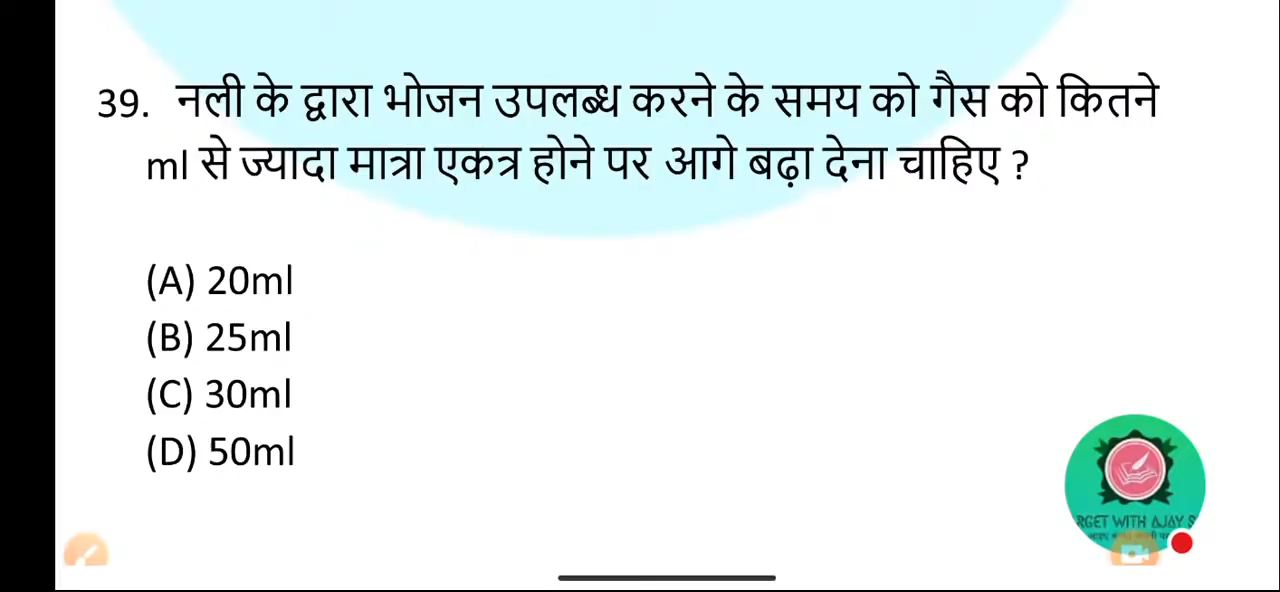 39. नली के द्वारा भोजन उपलब्ध करने के समय को गैस को कितने
ml से ज्यादा मात्रा एकत्र होने पर आगे बढ़ा देना चाहिए ?
(A) 20ml
(B) 25ml
(C) 30ml
(D) 50ml
RGET WITH AJAY S